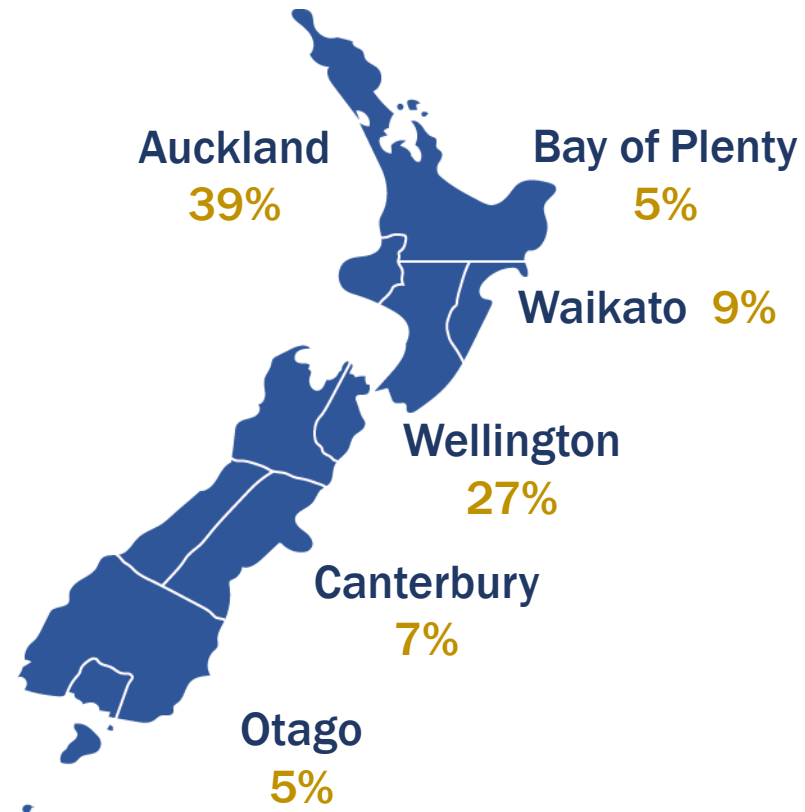 Auckland
39%
Bay of Plenty
5%
Waikato 9%
Wellington
27%
Canterbury
7%
Otago
5%